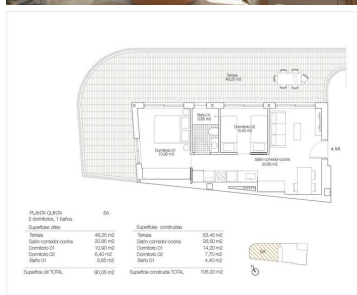 Terraza
48,25 m2
Baño 01
3,65 m2
Dormitorio 02
6,40 m2
Dormitorio 01
10,90 m2
Salón-comedor-cocina
20,85 m2
5A
PLANTA QUINTA 5A
2 dormitorios, 1 baños
Superficies útiles Superficies construidas
Terraza 48,25 m2 Terraza 53,40 m2
Salón-comedor-cocina 20,85 m2 Salón-comedor-cocina 26,50 m2
Dormitorio 01 10,90 m2 Dormitorio 01 14,20 m2
Dormitorio 02 6,40 m2 Dormitorio 02 7,70 m2
Baño 01 3,65 m2 Baño 01 4,40 m2
Superficie útil TOTAL 90,05 m2 Superficie construida TOTAL 106,20 m2
5A
N